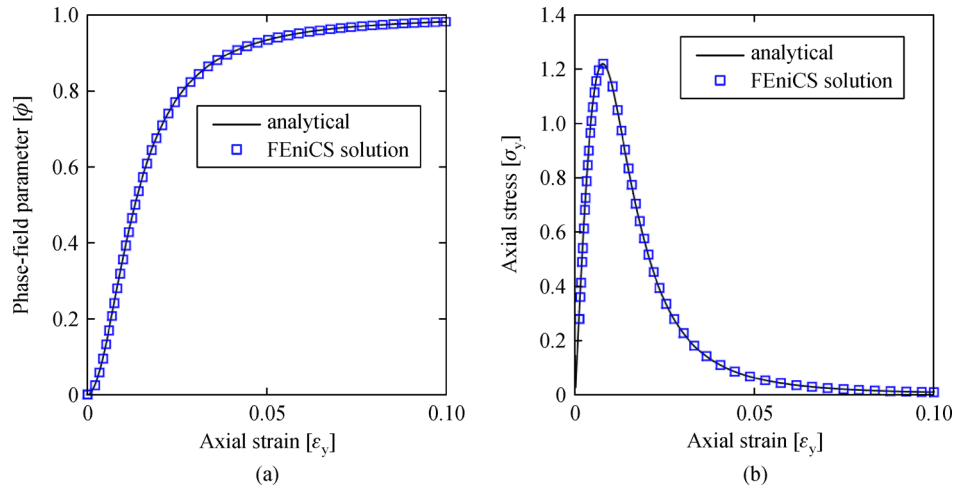 1.0
0.8
0.6
0.4
0.2
0
Phase-field parameter [ϕ]
analytical
FEniCS solution
0
0.05
0.10
Axial strain [εy]
(a)
1.4
1.2
1.0
0.8
0.6
0.4
0.2
0
Axial stress [σy]
analytical
FEniCS solution
0
0.05
0.10
Axial strain [εy]
(b)